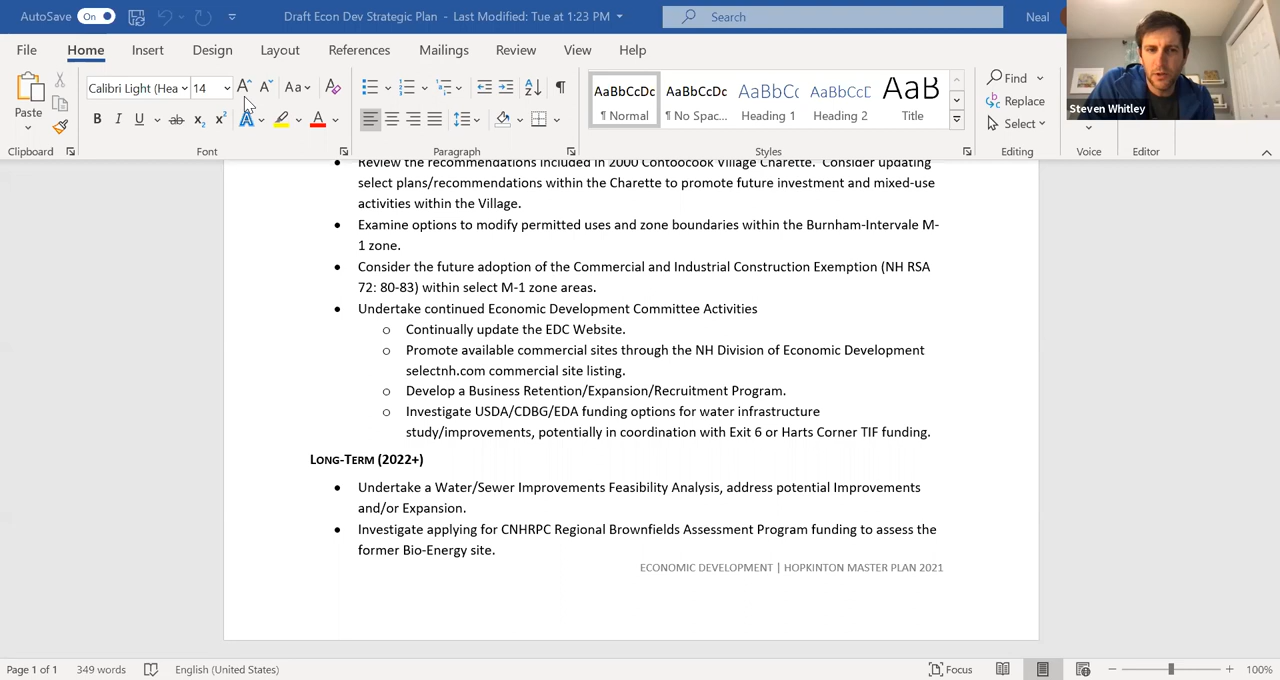 AutoSave On Draft Econ Dev Strategic Plan - Last Modified: Tue at 1:23 PM Search Neal
File Home Insert Design Layout References Mailings Review View Help
Steven Whitley
Paste
Calibri Light (Hea 14 A A Aa A
B I U ab x2 x2 A A
AaBbCcDc AaBbCcDc AaBbCc AaBbCcD AaB
¶ Normal ¶ No Spac... Heading 1 Heading 2 Title
Find
Replace
Select
Clipboard Font Paragraph Styles Editing Voice Editor
Review the recommendations included in 2000 Contoocook Village Charette. Consider updating
select plans/recommendations within the Charette to promote future investment and mixed-use
activities within the Village.
• Examine options to modify permitted uses and zone boundaries within the Burnham-Intervale M-
1 zone.
• Consider the future adoption of the Commercial and Industrial Construction Exemption (NH RSA
72: 80-83) within select M-1 zone areas.
• Undertake continued Economic Development Committee Activities
o Continually update the EDC Website.
o Promote available commercial sites through the NH Division of Economic Development
selectnh.com commercial site listing.
o Develop a Business Retention/Expansion/Recruitment Program.
o Investigate USDA/CDBG/EDA funding options for water infrastructure
study/improvements, potentially in coordination with Exit 6 or Harts Corner TIF funding.
LONG-TERM (2022+)
• Undertake a Water/Sewer Improvements Feasibility Analysis, address potential Improvements
and/or Expansion.
• Investigate applying for CNHRPC Regional Brownfields Assessment Program funding to assess the
former Bio-Energy site.
ECONOMIC DEVELOPMENT | HOPKINTON MASTER PLAN 2021
Page 1 of 1 349 words English (United States) Focus 100%